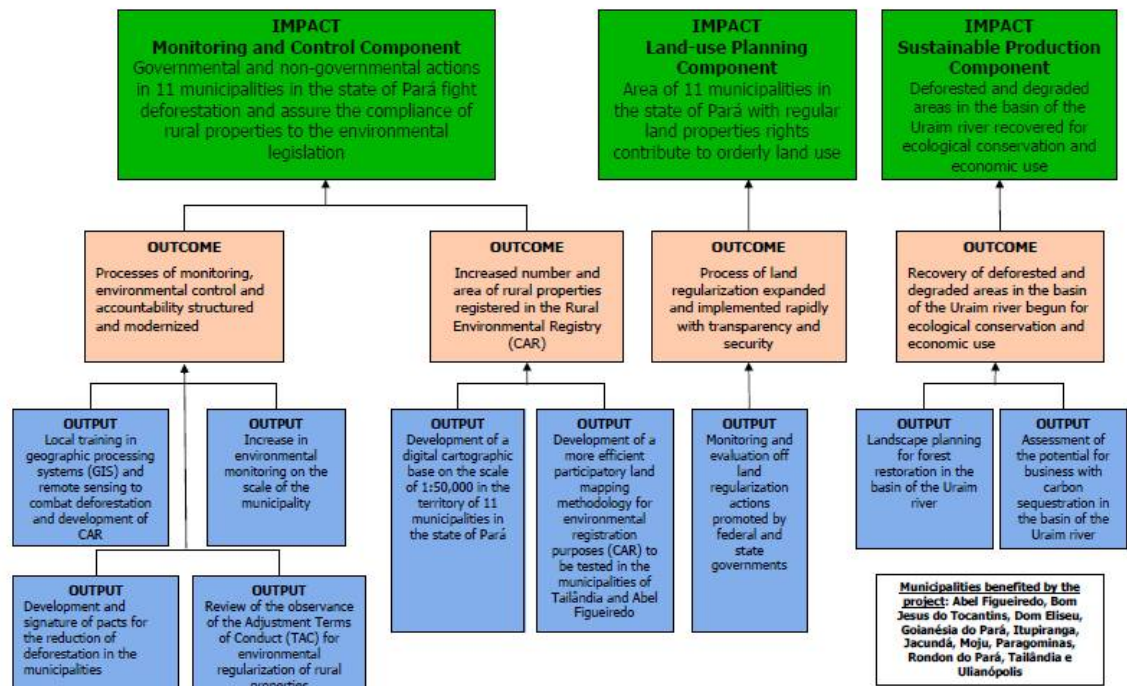 IMPACT
Monitoring and Control Component
Governmental and non-governmental actions
in 11 municipalities in the state of Pará fight
deforestation and assure the compliance of
rural properties to the environmental
legislation
IMPACT
Land-use Planning
Component
Area of 11 municipalities in
the state of Pará with regular
land properties rights
contribute to orderly land use
IMPACT
Sustainable Production
Component
Deforested and degraded
areas in the basin of the
Uraim river recovered for
ecological conservation and
economic use
OUTCOME
Processes of monitoring,
environmental control and
accountability structured
and modernized
OUTCOME
Increased number and
area of rural properties
registered in the Rural
Environmental Registry
(CAR)
OUTCOME
Process of land
regularization expanded
and implemented rapidly
with transparency and
security
OUTCOME
Recovery of deforested and
degraded areas in the basin
of the Uraim river begun for
ecological conservation and
economic use
OUTPUT
Local training in
geographic processing
systems (GIS) and
remote sensing to
combat deforestation
and development of
CAR
OUTPUT
Increase in
environmental
monitoring on the
scale of the
municipality
OUTPUT
Development of a
digital cartographic
base on the scale
of 1:50,000 in the
territory of 11
municipalities in
the state of Pará
OUTPUT
Development of a
more efficient
participatory land
mapping
methodology for
environmental
registration
purposes (CAR) to
be tested in the
municipalities of
Tailândia and Abel
Figueiredo
OUTPUT
Monitoring and
evaluation off
land
regularization
actions
promoted by
federal and
state
governments
OUTPUT
Landscape planning
for forest
restoration in the
basin of the Uraim
river
OUTPUT
Assessment of
the potential for
business with
carbon
sequestration in
the basin of the
Uraim river
OUTPUT
Development and
signature of pacts for
the reduction of
deforestation in the
municipalities
OUTPUT
Review of the observance
of the Adjustment Terms
of Conduct (TAC) for
environmental
regularization of rural
properties
Municipalities benefited by the
project: Abel Figueiredo, Bom
Jesus do Tocantins, Dom Eliseu,
Goianésia do Pará, Itupiranga,
Jacundá, Moju, Paragominas,
Rondon do Pará, Tailândia e
Ulianópolis